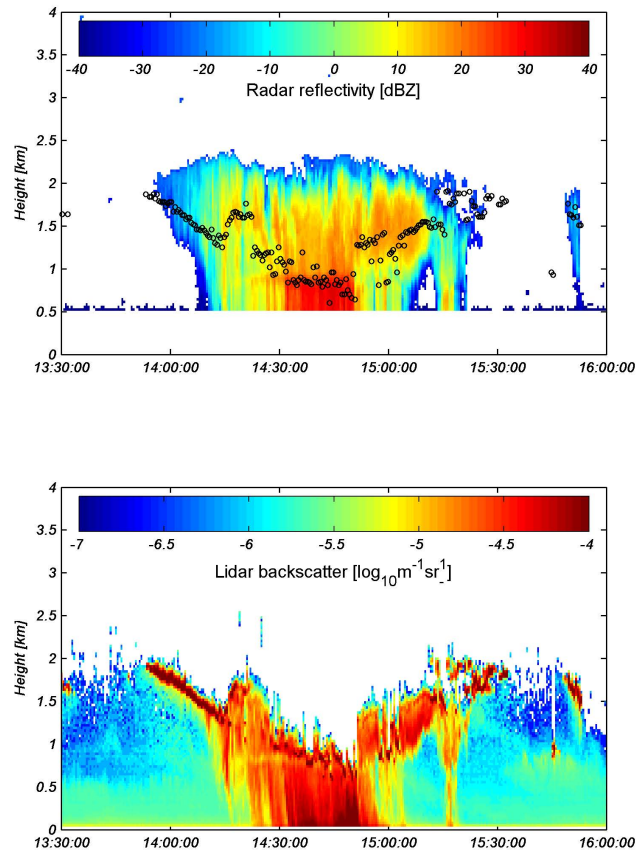 4
3.5
3
2.5
2
1.5
1
0.5
0
Height [km]
-40 -30 -20 -10 0 10 20 30 40
Radar reflectivity [dBZ]
13:30:00 14:00:00 14:30:00 15:00:00 15:30:00 16:00:00
4
3.5
3
2.5
2
1.5
1
0.5
0
Height [km]
-7 -6.5 -6 -5.5 -5 -4.5 -4
Lidar backscatter [log10m-1sr-1]
13:30:00 14:00:00 14:30:00 15:00:00 15:30:00 16:00:00